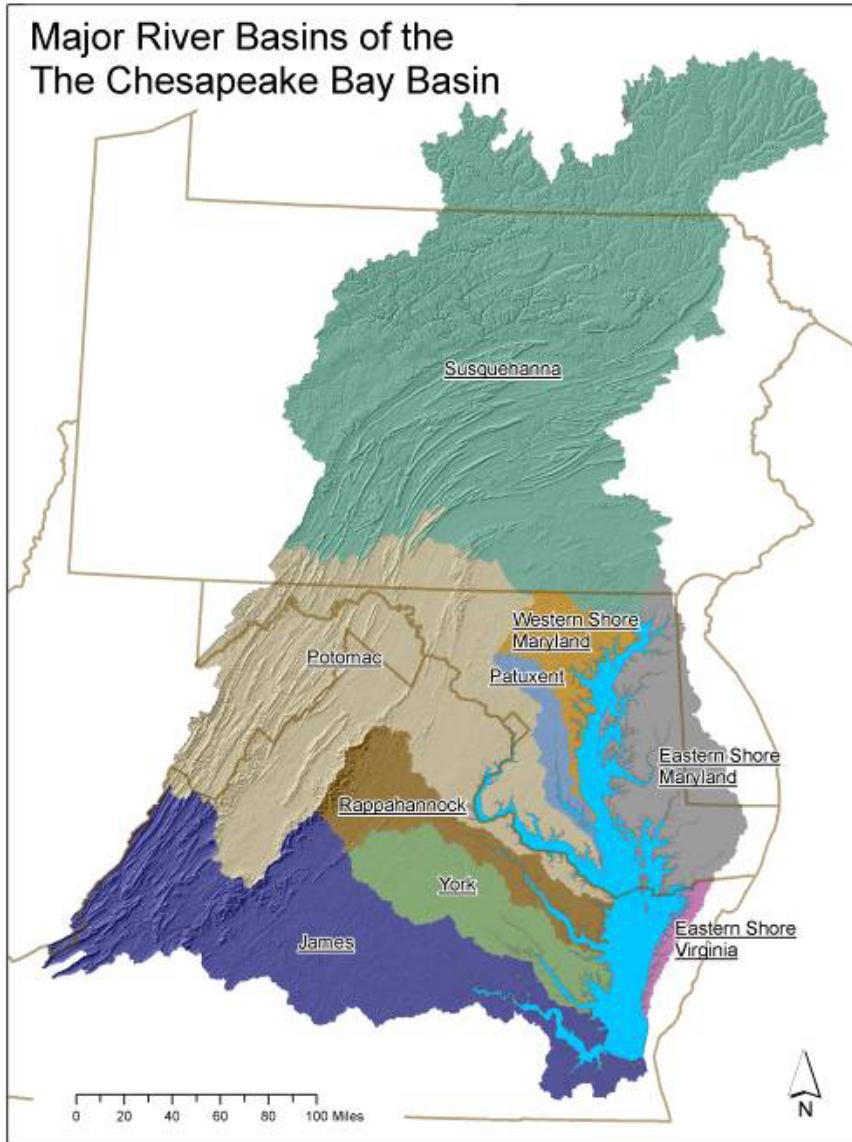 Major River Basins of the
The Chesapeake Bay Basin
Susquehanna
Western Shore
Maryland
Potomac
Patuxent
Eastern Shore
Maryland
Rappahannock
York
Eastern Shore
Virginia
James
0 20 40 60 80 100 Miles
N